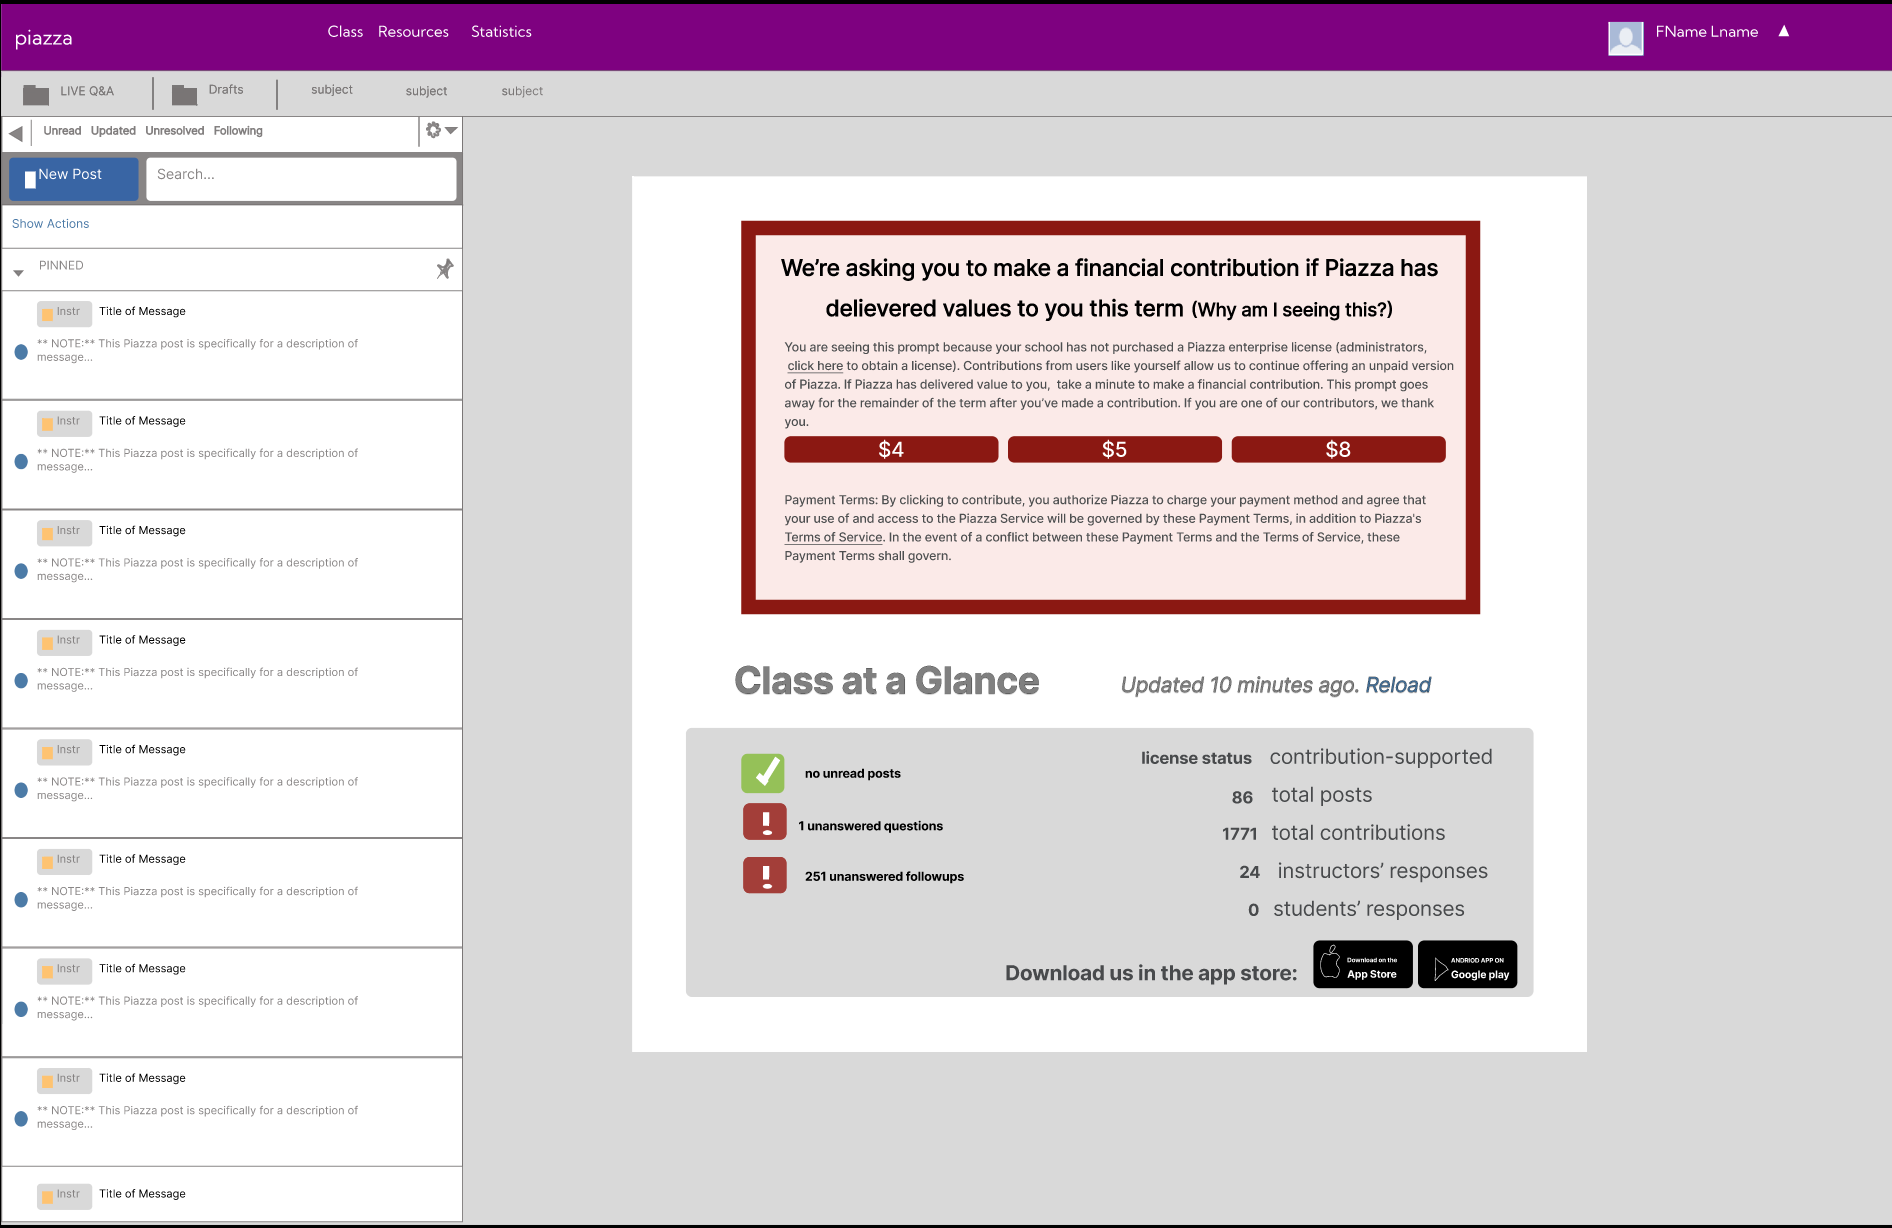 piazza
Class Resources Statistics
FName Lname
LIVE Q&A Drafts subject subject subject
Unread Updated Unresolved Following
New Post Search...
Show Actions
PINNED
Instr Title of Message
** NOTE:** This Piazza post is specifically for a description of
message...
Instr Title of Message
** NOTE:** This Piazza post is specifically for a description of
message...
Instr Title of Message
** NOTE:** This Piazza post is specifically for a description of
message...
Instr Title of Message
** NOTE:** This Piazza post is specifically for a description of
message...
Instr Title of Message
** NOTE:** This Piazza post is specifically for a description of
message...
Instr Title of Message
** NOTE:** This Piazza post is specifically for a description of
message...
Instr Title of Message
** NOTE:** This Piazza post is specifically for a description of
message...
Instr Title of Message
** NOTE:** This Piazza post is specifically for a description of
message...
Instr Title of Message
We're asking you to make a financial contribution if Piazza has
delievered values to you this term (Why am I seeing this?)
You are seeing this prompt because your school has not purchased a Piazza enterprise license (administrators,
click here to obtain a license). Contributions from users like yourself allow us to continue offering an unpaid version
of Piazza. If Piazza has delivered value to you, take a minute to make a financial contribution. This prompt goes
away for the remainder of the term after you've made a contribution. If you are one of our contributors, we thank
you.
$4 $5 $8
Payment Terms: By clicking to contribute, you authorize Piazza to charge your payment method and agree that
your use of and access to the Piazza Service will be governed by these Payment Terms, in addition to Piazza's
Terms of Service. In the event of a conflict between these Payment Terms and the Terms of Service, these
Payment Terms shall govern.
Class at a Glance Updated 10 minutes ago. Reload
no unread posts
1 unanswered questions
251 unanswered followups
license status contribution-supported
86 total posts
1771 total contributions
24 instructors' responses
0 students' responses
Download us in the app store:
Download on the
App Store
ANDRIOD APP ON
Google play